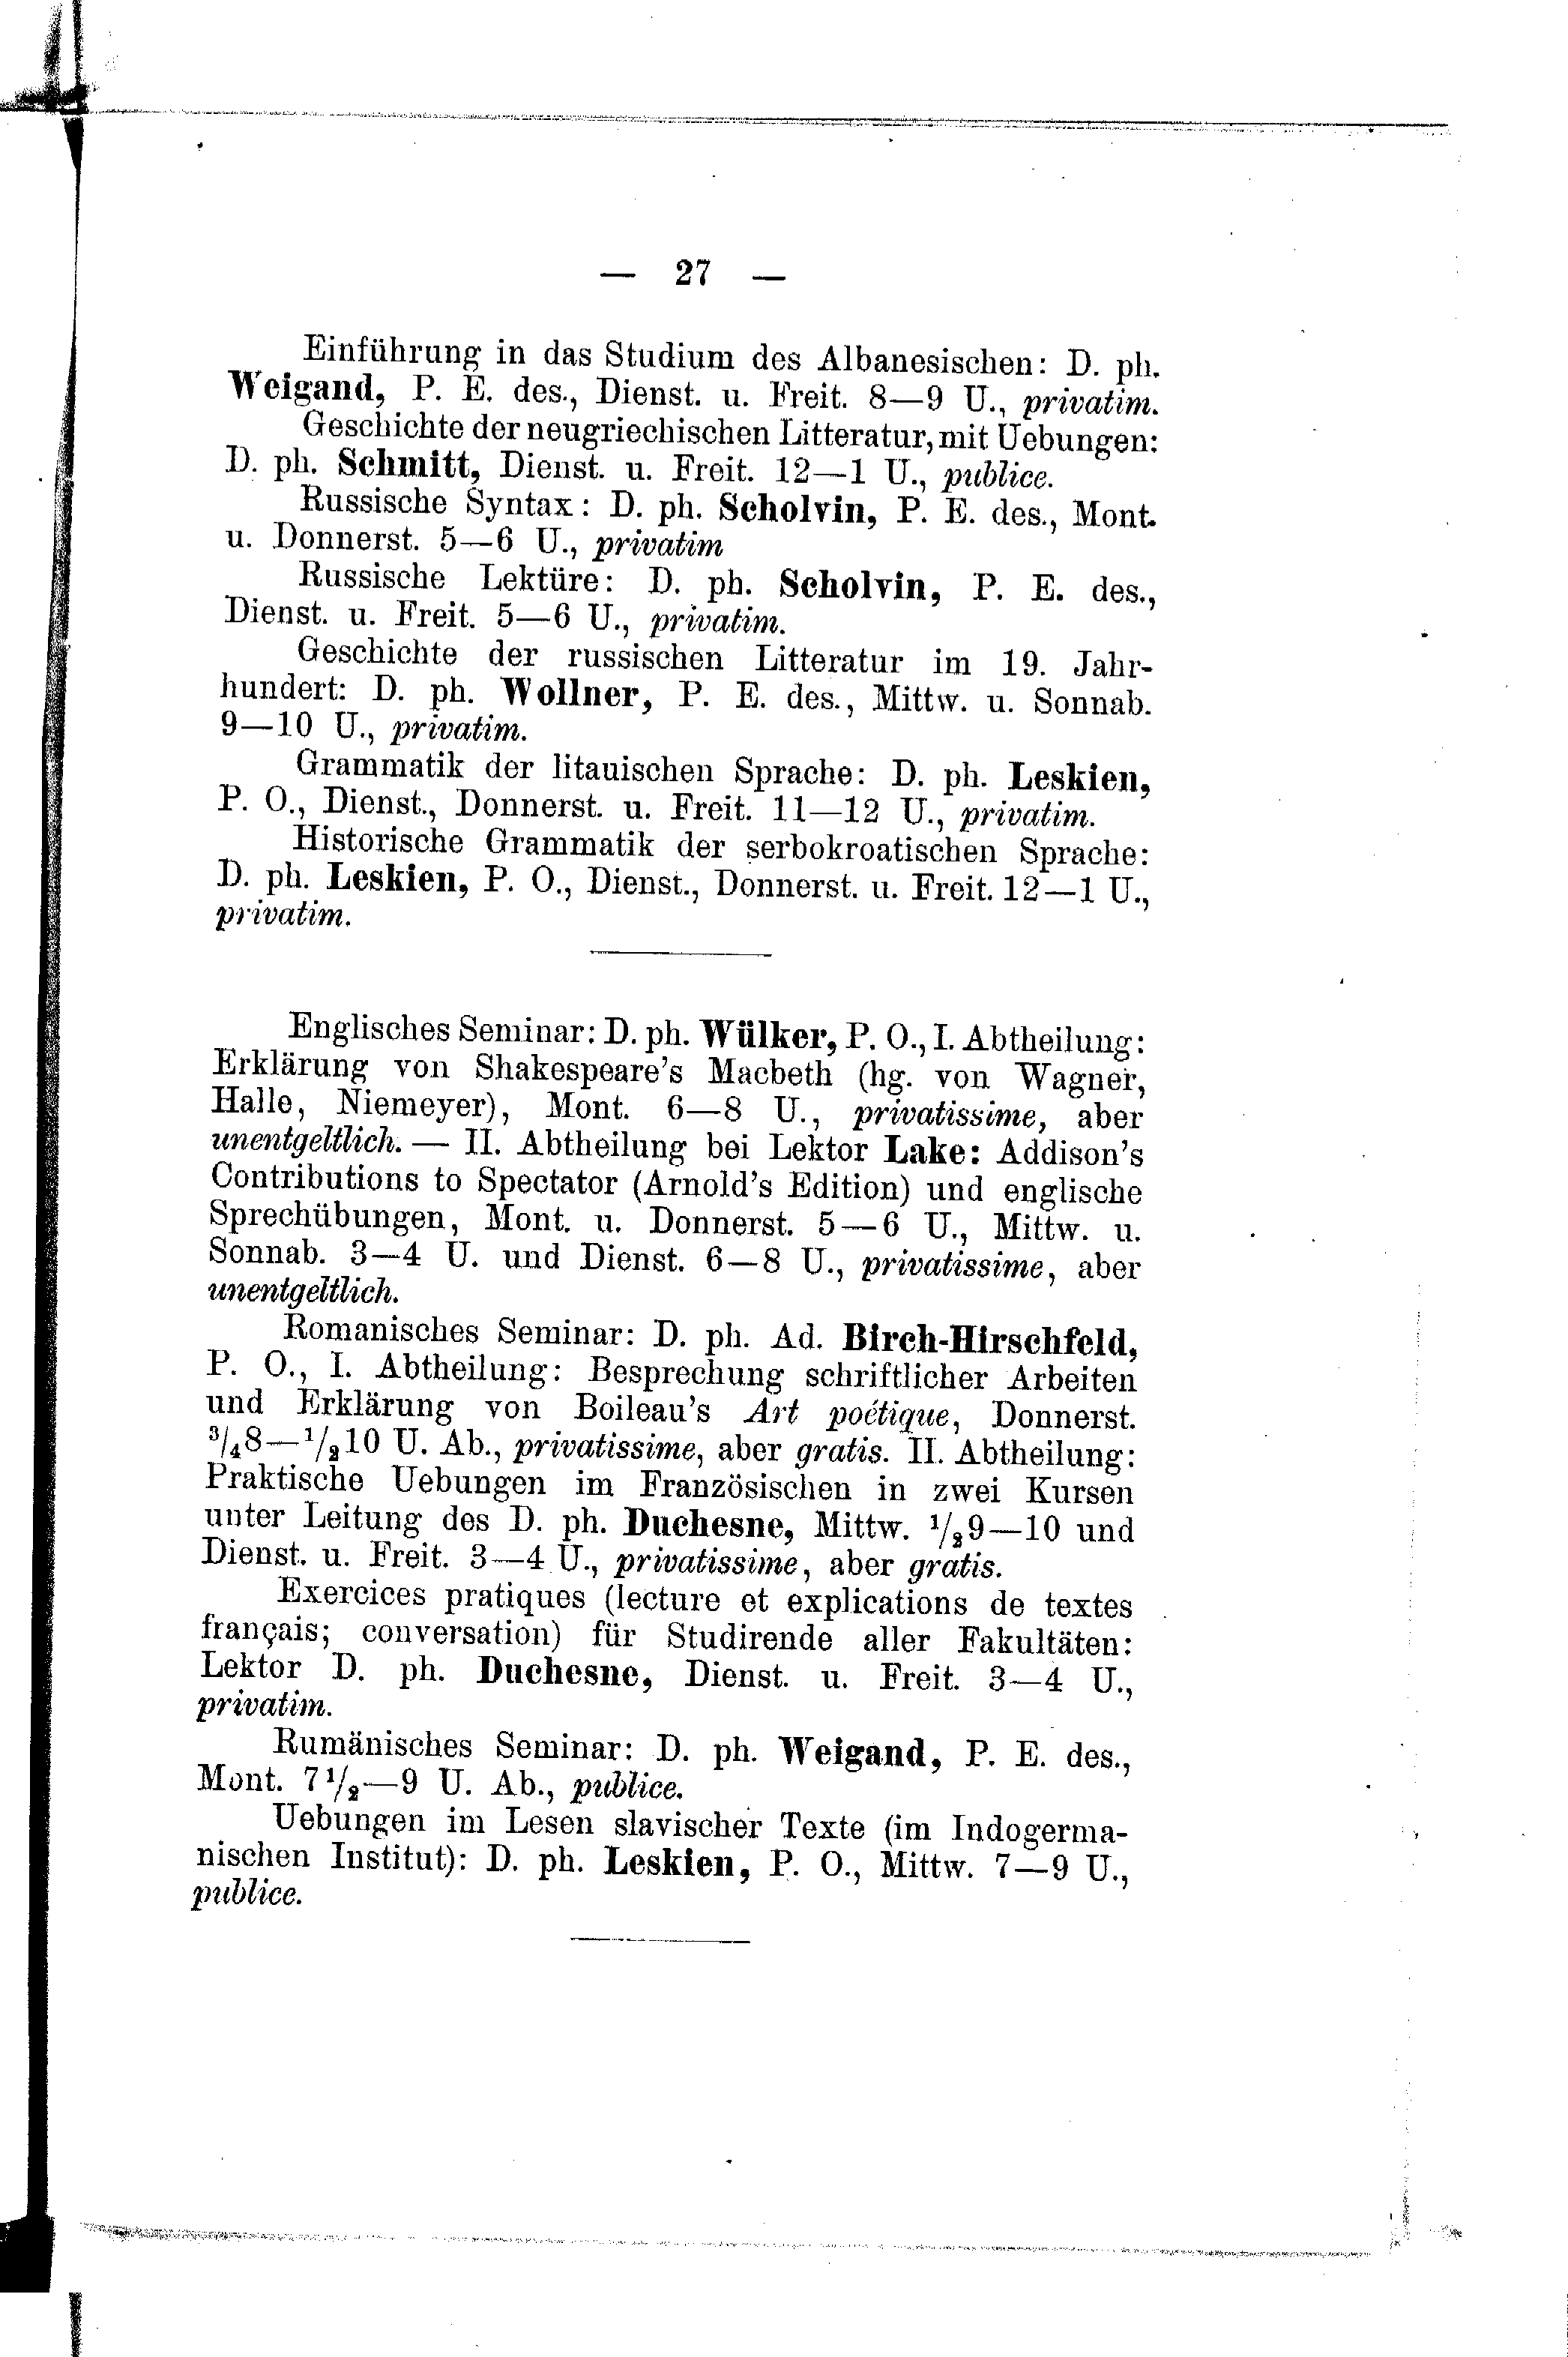 — 27 —
Einführung in das Studium des Albanesischen: D. ph.
Weigand, P. E. des., Dienst. u. Freit. 8—9 U., privatim.
Geschichte der neugriechischen Litteratur, mit Uebungen:
D. ph. Schmitt, Dienst. u. Freit. 12—1 U., publice.
Russische Syntax: D. ph. Scholvin, P. E. des., Mont.
u. Donnerst. 5—6 U., privatim
Russische Lektüre: D. ph. Scholvin, P. E. des.,
Dienst. u. Freit. 5—6 U., privatim.
Geschichte der russischen Litteratur im 19. Jahr-
hundert: D. ph. Wollner, P. E. des., Mittw. u. Sonnab.
9—10 U., privatim.
Grammatik der litauischen Sprache: D. ph. Leskien,
P. O., Dienst., Donnerst. u. Freit. 11—12 U., privatim.
Historische Grammatik der serbokroatischen Sprache:
D. ph. Leskien, P. O., Dienst., Donnerst. u. Freit. 12—1 U.,
privatim.
Englisches Seminar: D. ph. Wülker, P. O., I. Abtheilung:
Erklärung von Shakespeare's Macbeth (hg. von Wagner,
Halle, Niemeyer), Mont. 6—8 U., privatissime, aber
unentgeltlich. — II. Abtheilung bei Lektor Lake: Addison's
Contributions to Spectator (Arnold's Edition) und englische
Sprechübungen, Mont. u. Donnerst. 5—6 U., Mittw. u.
Sonnab. 3—4 U. und Dienst. 6—8 U., privatissime, aber
unentgeltlich.
Romanisches Seminar: D. ph. Ad. Birch-Hirschfeld,
P. O., I. Abtheilung: Besprechung schriftlicher Arbeiten
und Erklärung von Boileau's Art poétique, Donnerst.
3/48—1/210 U. Ab., privatissime, aber gratis. II. Abtheilung:
Praktische Uebungen im Französischen in zwei Kursen
unter Leitung des D. ph. Duchesne, Mittw. 1/29—10 und
Dienst. u. Freit. 3—4 U., privatissime, aber gratis.
Exercices pratiques (lecture et explications de textes
français; conversation) für Studirende aller Fakultäten:
Lektor D. ph. Duchesne, Dienst. u. Freit. 3—4 U.,
privatim.
Rumänisches Seminar: D. ph. Weigand, P. E. des.,
Mont. 7 1/2—9 U. Ab., publice.
Uebungen im Lesen slavischer Texte (im Indogerma-
nischen Institut): D. ph. Leskien, P. O., Mittw. 7—9 U.,
publice.